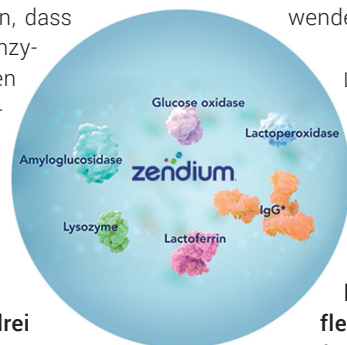 n, dass
wende
nzy-
en
Glucose oxidase
Lactoperoxidase
Amyloglucosidase
zendium
IgG*
Lysozyme
Lactoferrin
drei
fle